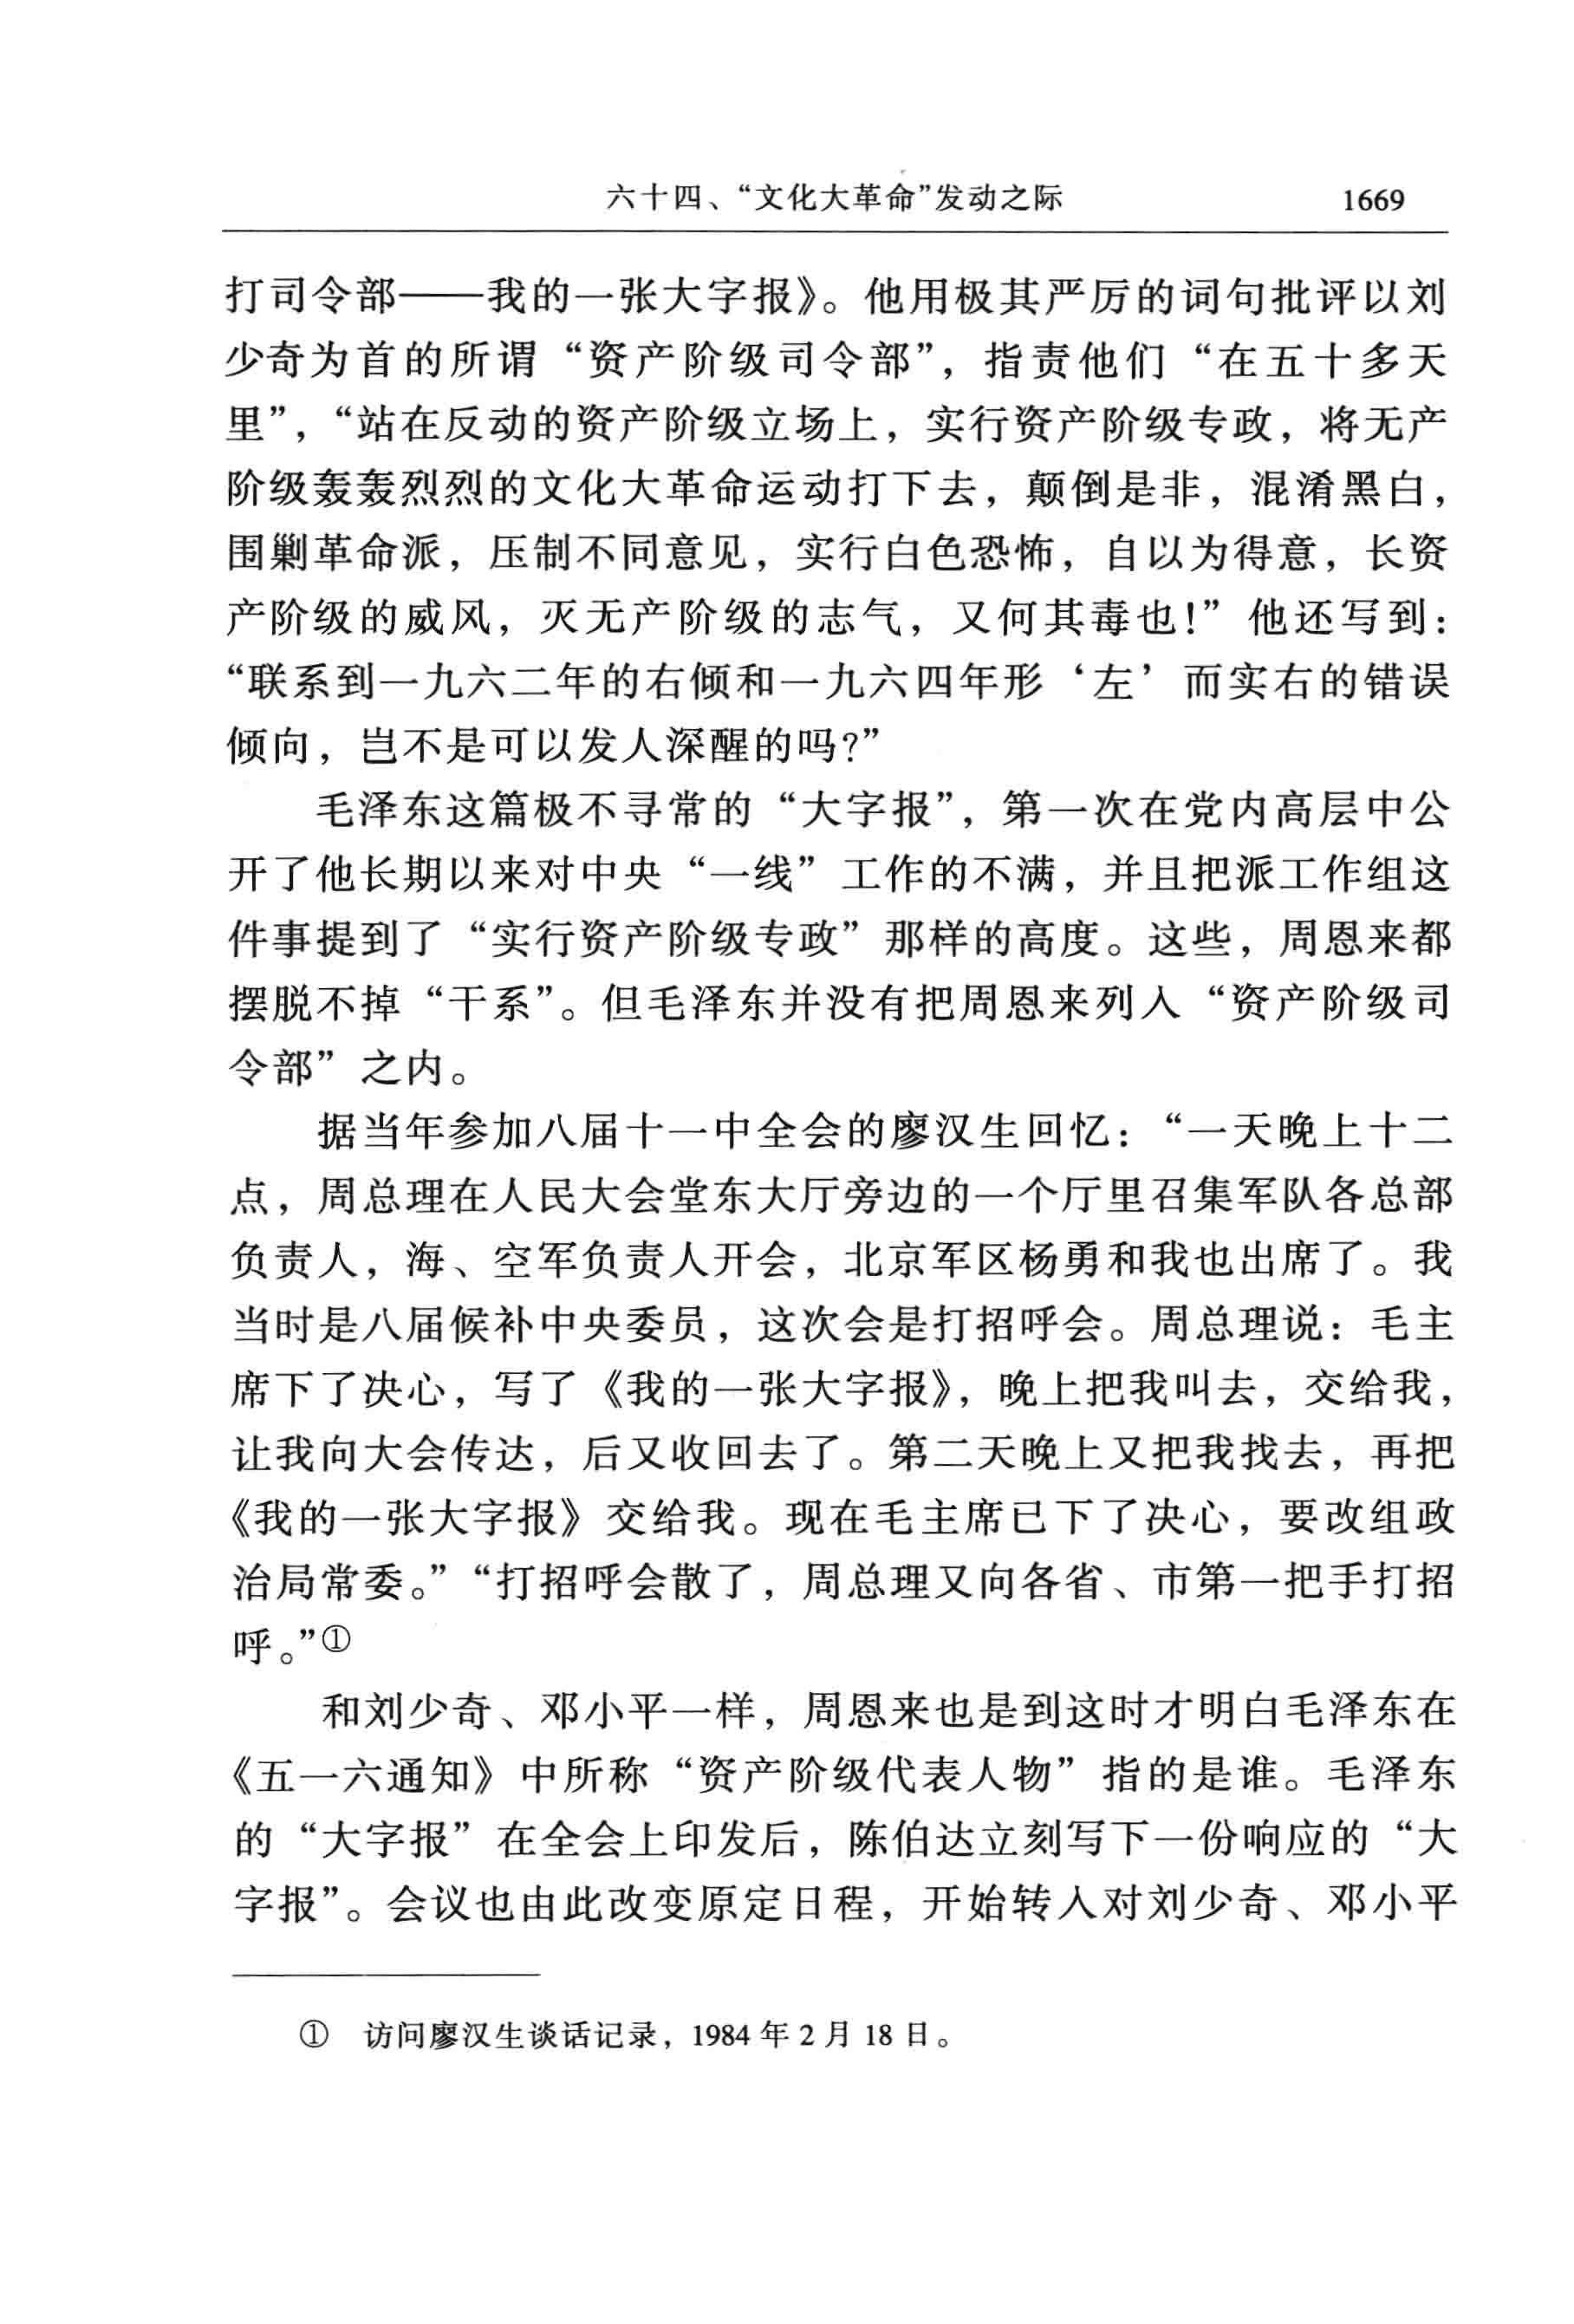 六十四、“文化大革命”发动之际 1669
打司令部——我的一张大字报》。他用极其严厉的词句批评以刘
少奇为首的所谓“资产阶级司令部”，指责他们“在五十多天
里”，“站在反动的资产阶级立场上，实行资产阶级专政，将无产
阶级轰轰烈烈的文化大革命运动打下去，颠倒是非，混淆黑白，
围剿革命派，压制不同意见，实行白色恐怖，自以为得意，长资
产阶级的威风，灭无产阶级的志气，又何其毒也！”他还写到：
“联系到一九六二年的右倾和一九六四年形‘左’而实右的错误
倾向，岂不是可以发人深醒的吗？”
毛泽东这篇极不寻常的“大字报”，第一次在党内高层中公
开了他长期以来对中央“一线”工作的不满，并且把派工作组这
件事提到了“实行资产阶级专政”那样的高度。这些，周恩来都
摆脱不掉“干系”。但毛泽东并没有把周恩来列入“资产阶级司
令部”之内。
据当年参加八届十一中全会的廖汉生回忆：“一天晚上十二
点，周总理在人民大会堂东大厅旁边的一个厅里召集军队各总部
负责人，海、空军负责人开会，北京军区杨勇和我也出席了。我
当时是八届候补中央委员，这次会是打招呼会。周总理说：毛主
席下了决心，写了《我的一张大字报》，晚上把我叫去，交给我，
让我向大会传达，后又收回去了。第二天晚上又把我找去，再把
《我的一张大字报》交给我。现在毛主席已下了决心，要改组政
治局常委。”“打招呼会散了，周总理又向各省、市第一把手打招
呼。”①
和刘少奇、邓小平一样，周恩来也是到这时才明白毛泽东在
《五一六通知》中所称“资产阶级代表人物”指的是谁。毛泽东
的“大字报”在全会上印发后，陈伯达立刻写下一份响应的“大
字报”。会议也由此改变原定日程，开始转入对刘少奇、邓小平
① 访问廖汉生谈话记录，1984年2月18日。